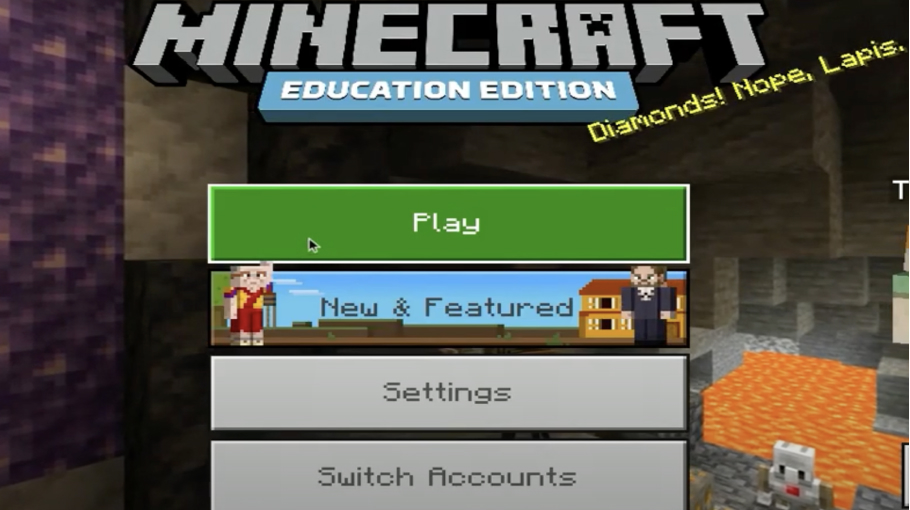 MINECRAFT
EDUCATION EDITION
Diamonds! Nope, Lapis.
T
Play
New & Featured
Settings
Switch Accounts